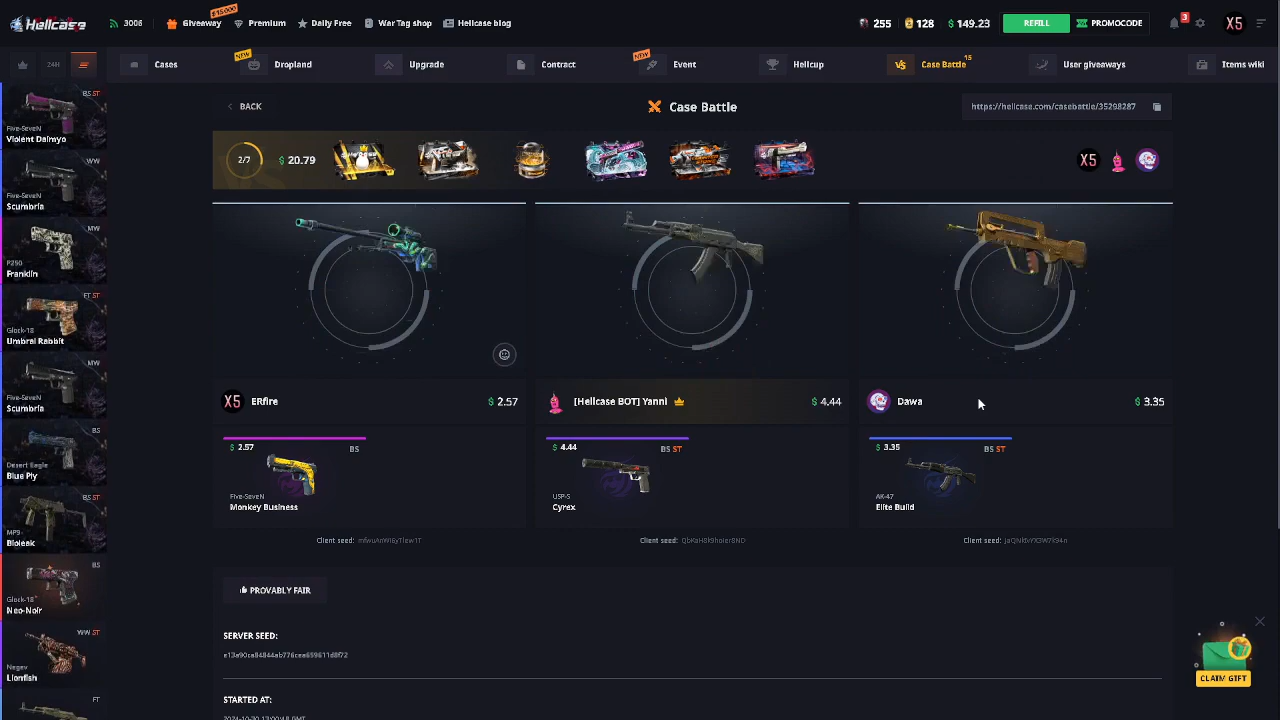 HELLCASE
3006
Giveaway
$15.000
Premium
Daily Free
War Tag shop
Hellcase blog
255
128
$ 149.23
REFILL
PROMOCODE
3
X5
24H
Cases
NEW
Dropland
Upgrade
Contract
NEW
Event
Hellcup
VS
Case Battle 15
User giveaways
Items wiki
BACK
Case Battle
https://hellcase.com/casebattle/35298287
2/7
$ 20.79
X5
BS ST
Five-SeveN
Violent Daimyo
WW
Five-SeveN
Scumbria
MW
P250
Franklin
FT ST
Glock-18
Umbral Rabbit
MW
Five-SeveN
Scumbria
BS
Desert Eagle
Blue Ply
BS ST
MP9
Bioleak
BS
Glock-18
Neo-Noir
WW ST
Negev
Lionfish
FT
X5
ERfire
$ 2.57
[Hellcase BOT] Yanni
$ 4.44
Dawa
$ 3.35
$ 2.57
BS
Five-SeveN
Monkey Business
$ 4.44
BS ST
USP-S
Cyrex
$ 3.35
BS ST
AK-47
Elite Build
Client seed:
Client seed:
Client seed:
PROVABLY FAIR
SERVER SEED:
STARTED AT:
CLAIM GIFT